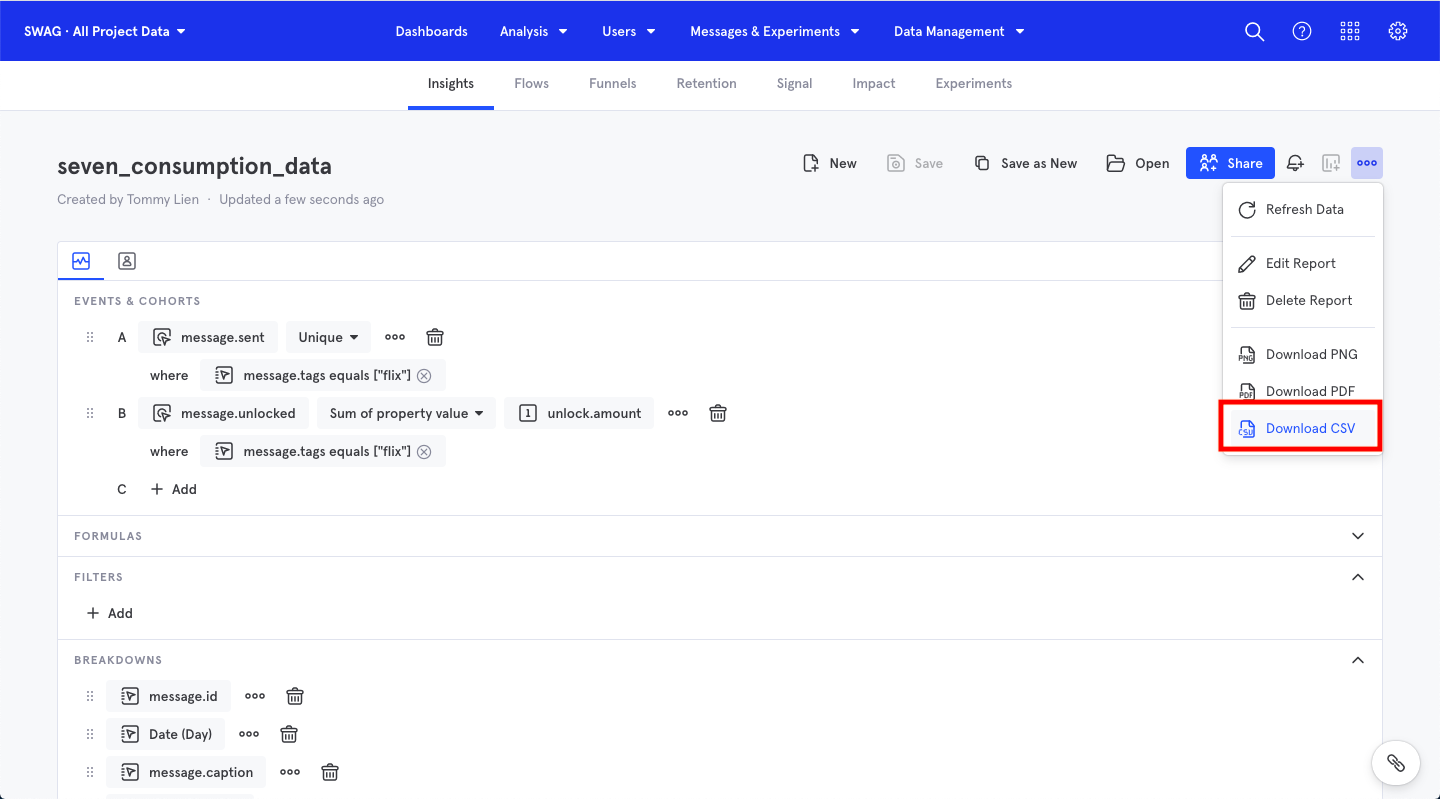 SWAG · All Project Data
Dashboards Analysis Users Messages & Experiments Data Management
Insights Flows Funnels Retention Signal Impact Experiments
seven_consumption_data
Created by Tommy Lien · Updated a few seconds ago
New Save Save as New Open Share
Refresh Data
Edit Report
Delete Report
PNG Download PNG
PDF Download PDF
CSV Download CSV
EVENTS & COHORTS
A message.sent Unique
where message.tags equals ["flix"]
B message.unlocked Sum of property value 1 unlock.amount
where message.tags equals ["flix"]
C + Add
FORMULAS
FILTERS
+ Add
BREAKDOWNS
message.id
Date (Day)
message.caption